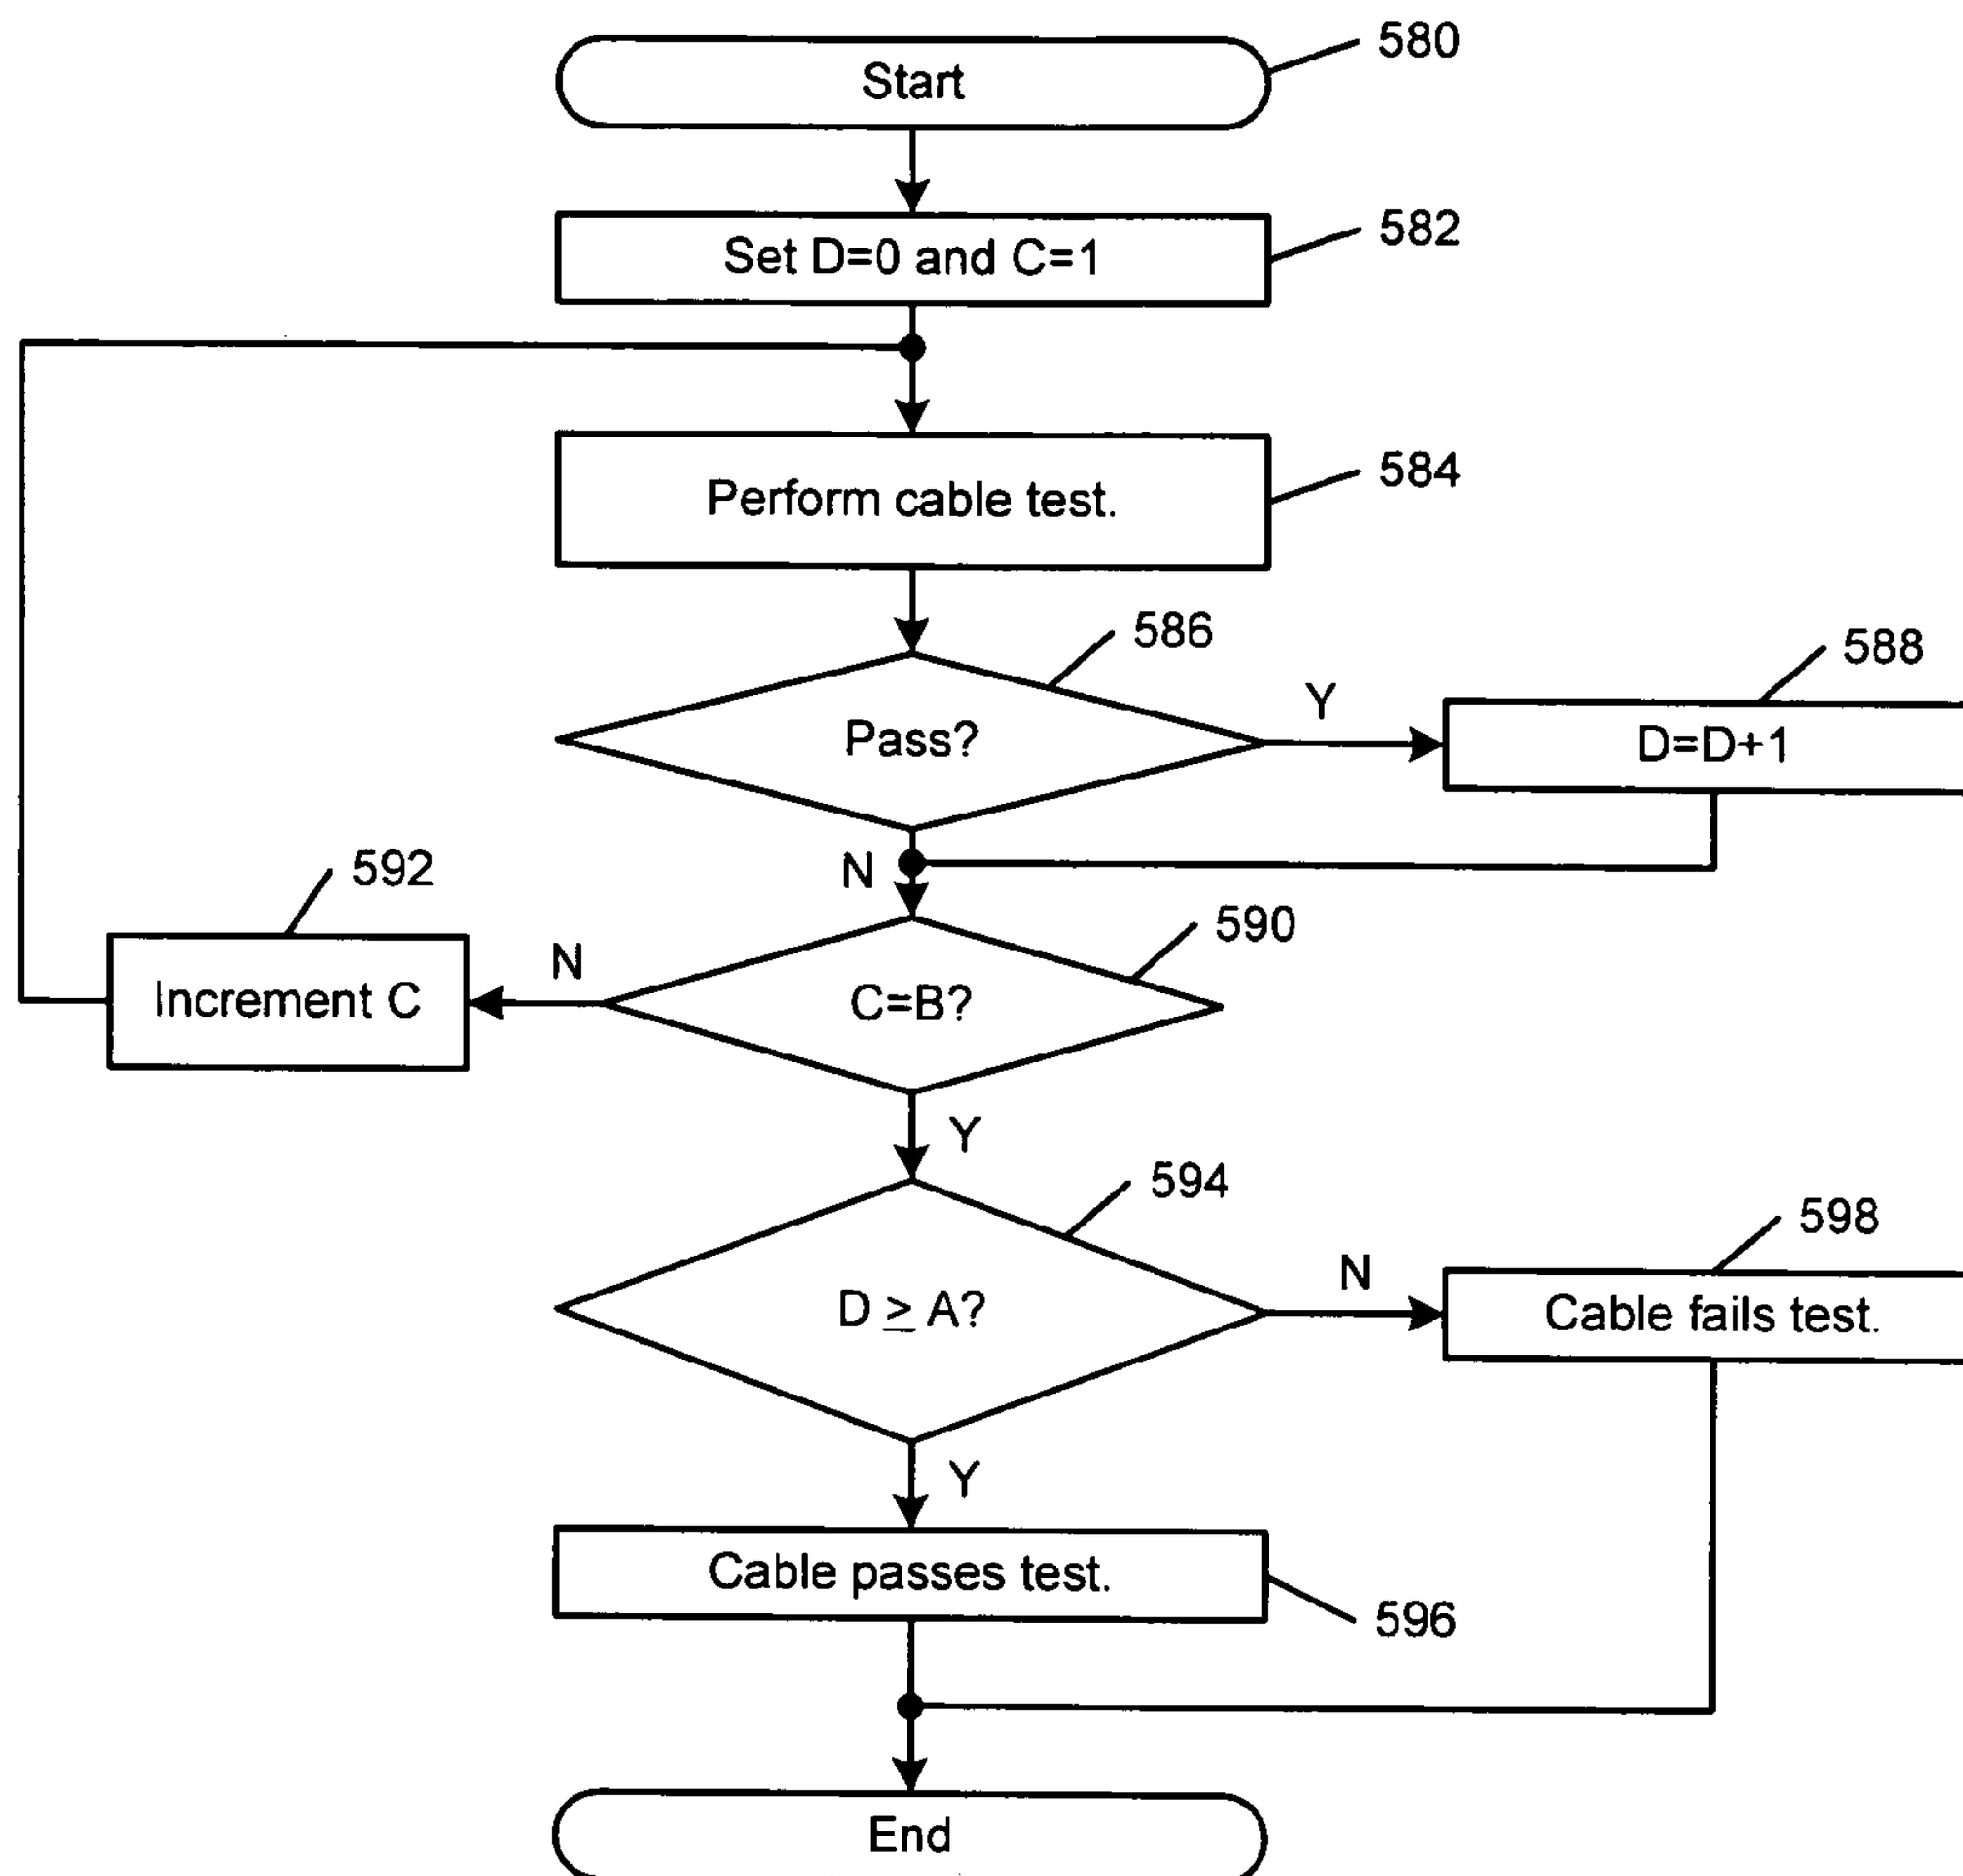 Start
580
Set D=0 and C=1
582
Perform cable test.
584
586
Pass?
Y
588
D=D+1
N
592
Increment C
N
590
C=B?
Y
594
D ≥ A?
N
598
Cable fails test.
Y
Cable passes test.
596
End